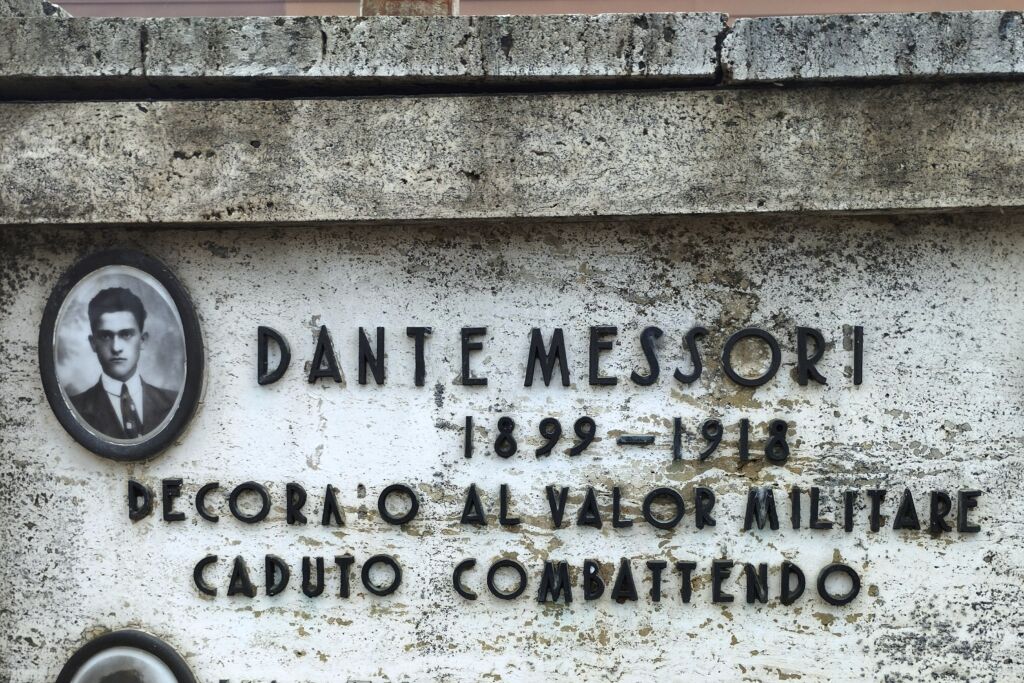 DANTE MESSORI
1899-1918
DECORA O AL VALOR MILITARE
CADUTO COMBATTENDO